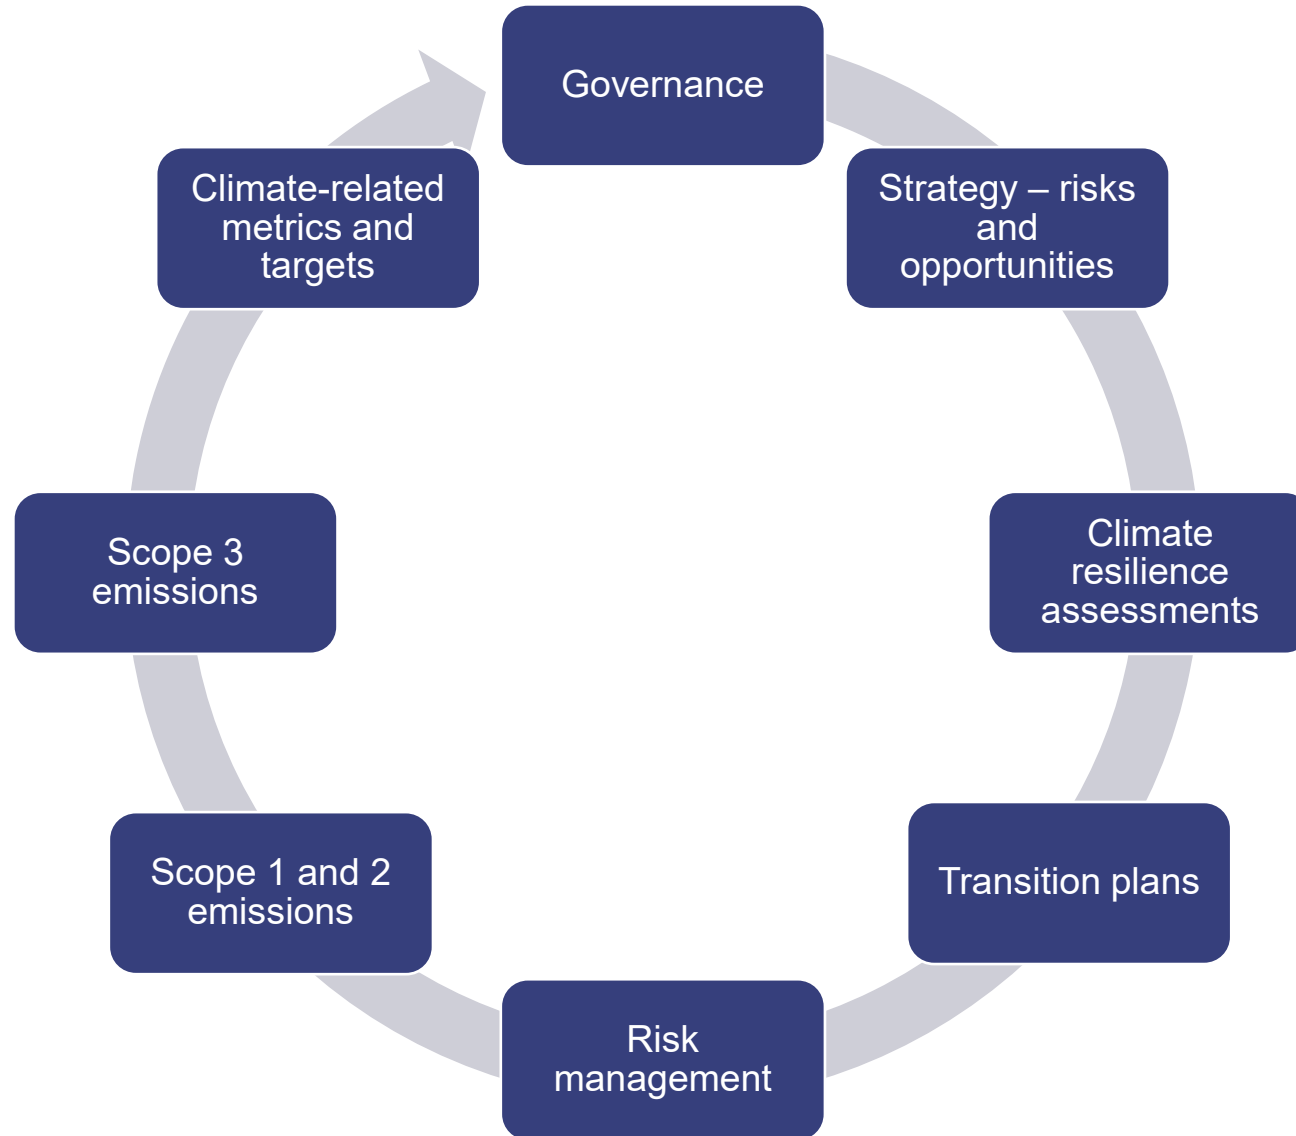 Governance
Strategy – risks
and
opportunities
Climate
resilience
assessments
Transition plans
Risk
management
Scope 1 and 2
emissions
Scope 3
emissions
Climate-related
metrics and
targets